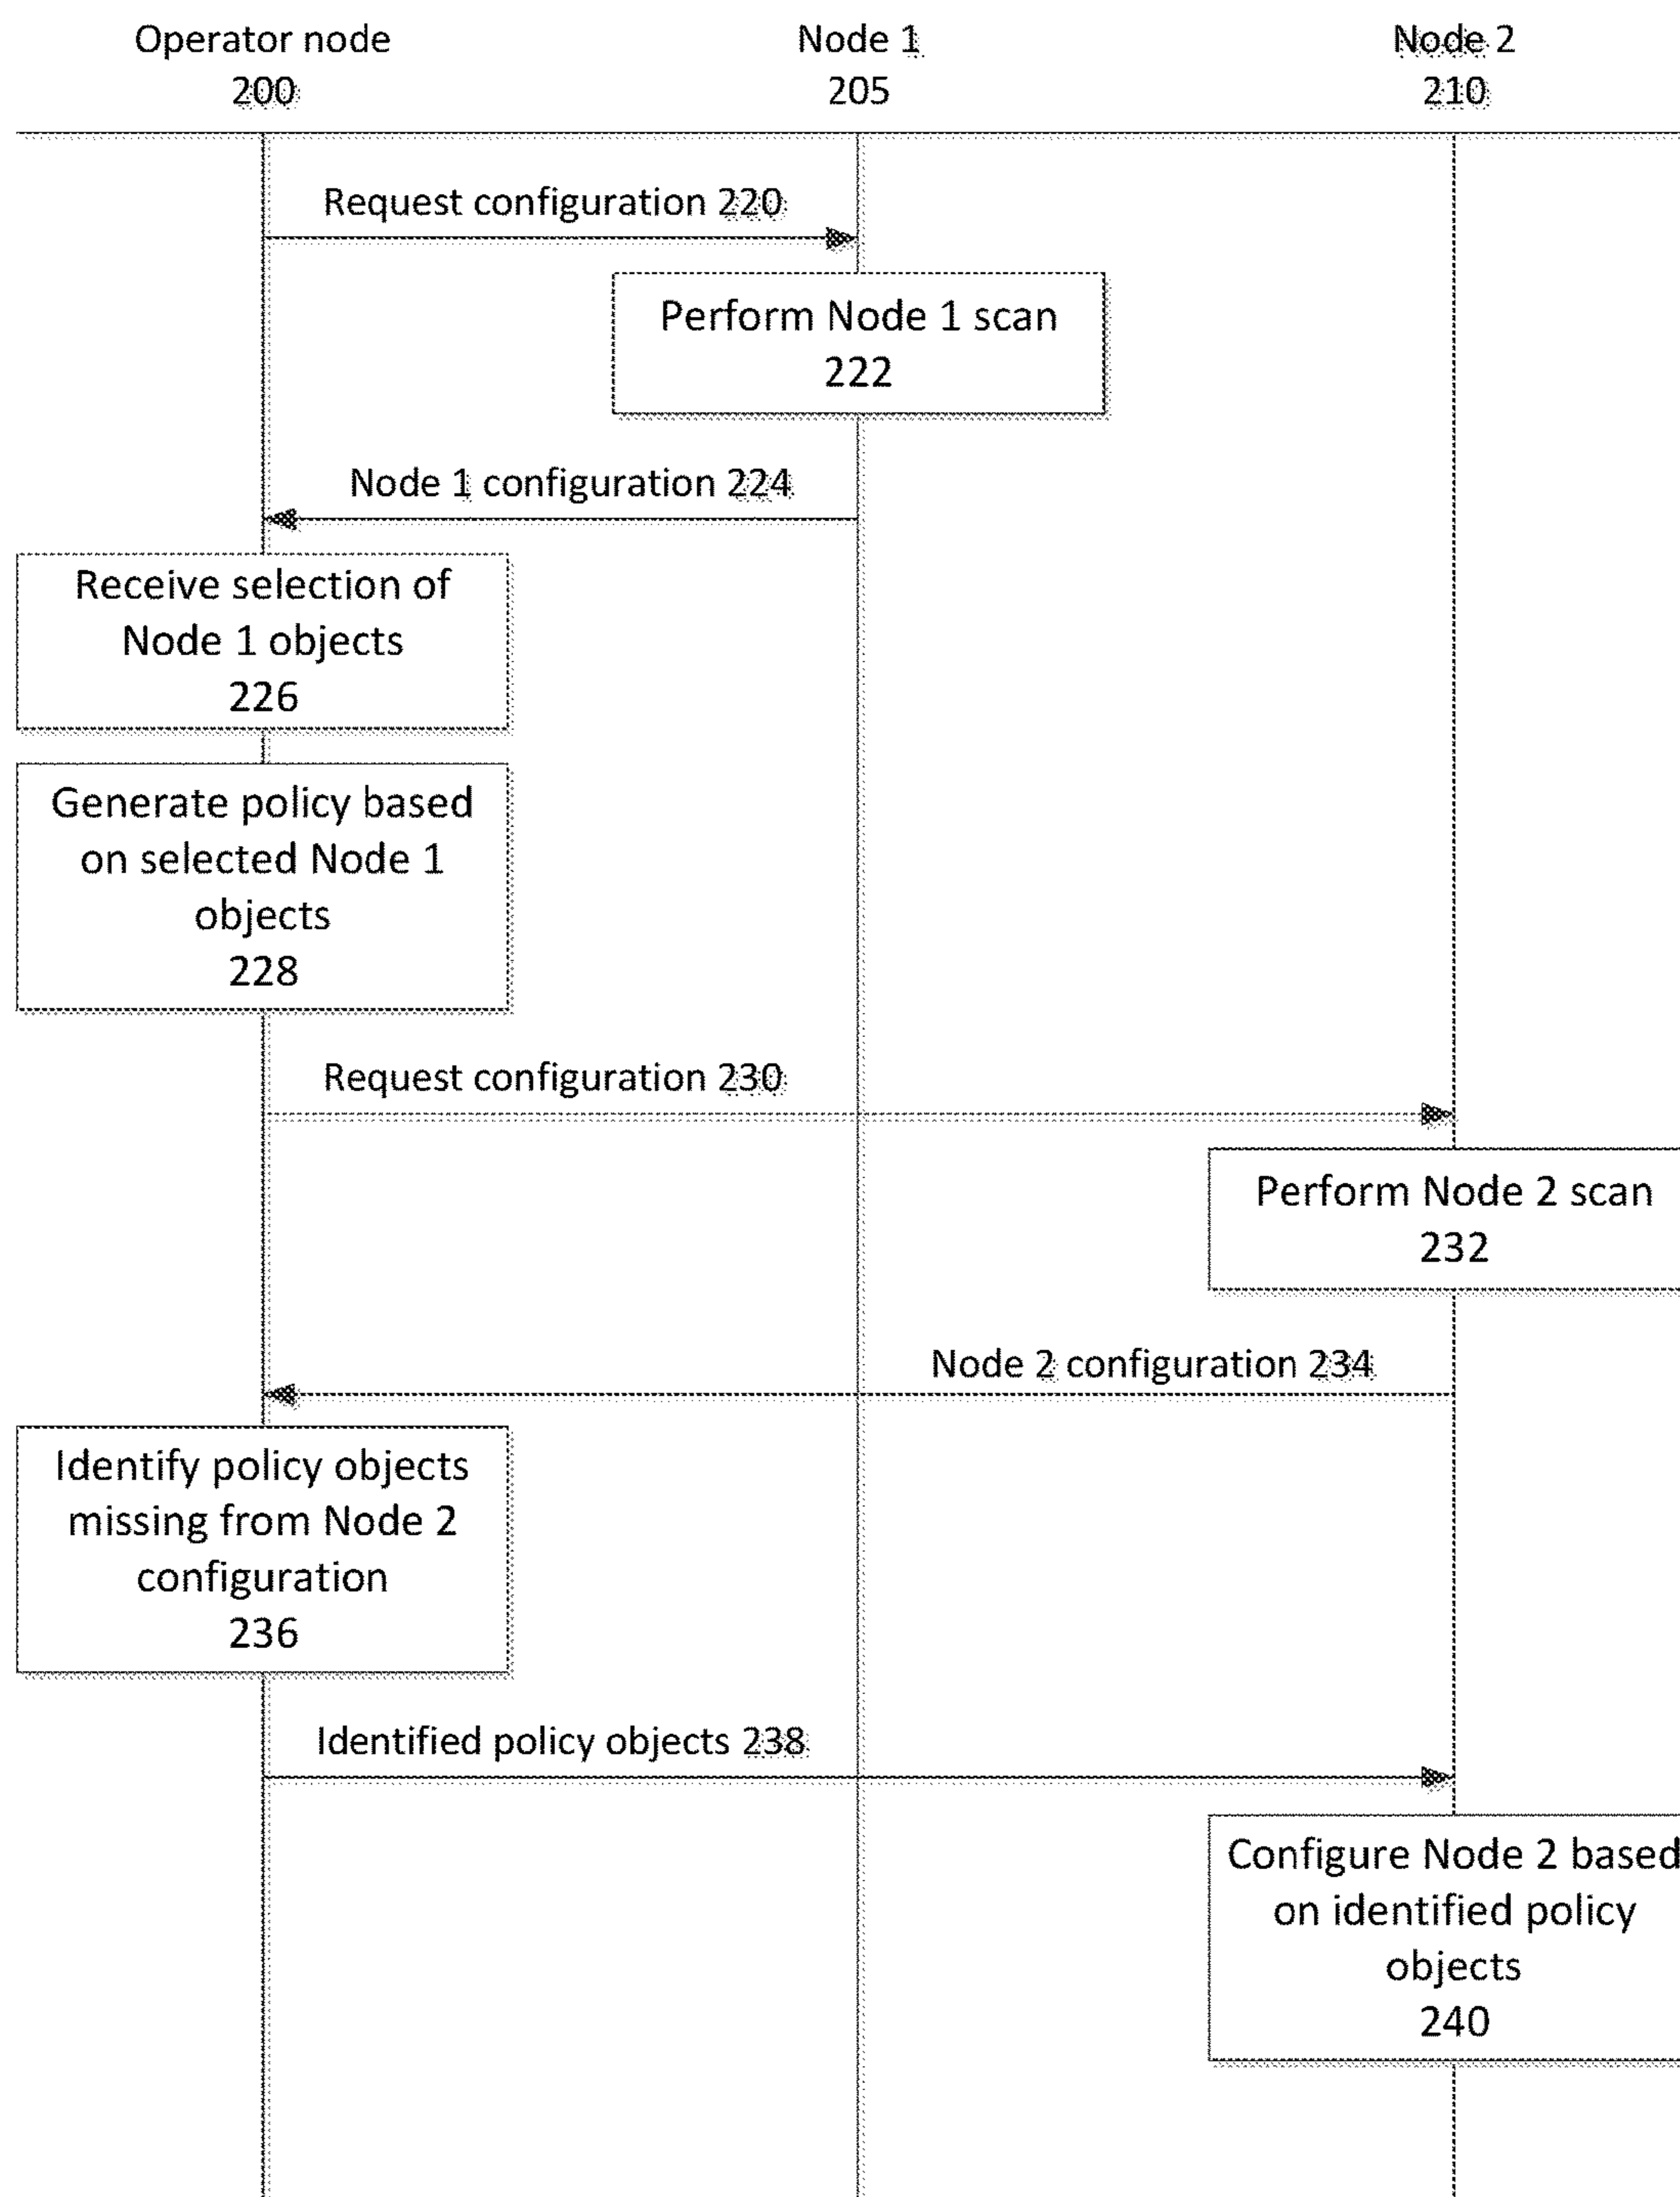 Operator node
200
Node 1
205
Node 2
210
Request configuration 220
Perform Node 1 scan
222
Node 1 configuration 224
Receive selection of
Node 1 objects
226
Generate policy based
on selected Node 1
objects
228
Request configuration 230
Perform Node 2 scan
232
Node 2 configuration 234
Identify policy objects
missing from Node 2
configuration
236
Identified policy objects 238
Configure Node 2 based
on identified policy
objects
240